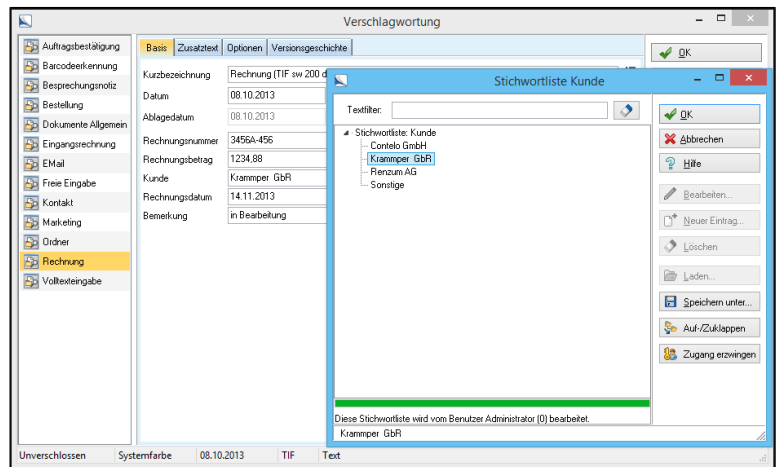 Verschlagwortung
Auftragsbestätigung
Barcodeerkennung
Besprechungsnotiz
Bestellung
Dokumente Allgemein
Eingangsrechnung
EMail
Freie Eingabe
Kontakt
Marketing
Ordner
Rechnung
Volltexteingabe
Basis Zusatztext Optionen Versionsgeschichte
Kurzbezeichnung Rechnung (TIF sw 200 d
Datum 08.10.2013
Ablagedatum 08.10.2013
Rechnungsnummer 3456A-456
Rechnungsbetrag 1234,88
Kunde Krammper GbR
Rechnungsdatum 14.11.2013
Bemerkung in Bearbeitung
OK
Stichwortliste Kunde
Textfilter:
Stichwortliste: Kunde
Contelo GmbH
Krammper GbR
Renzum AG
Sonstige
OK
Abbrechen
Hilfe
Bearbeiten...
Neuer Eintrag...
Löschen
Laden...
Speichern unter...
Auf-/Zuklappen
Zugang erzwingen
Diese Stichwortliste wird vom Benutzer Administrator (0) bearbeitet.
Krammper GbR
Unverschlossen Systemfarbe 08.10.2013 TIF Text